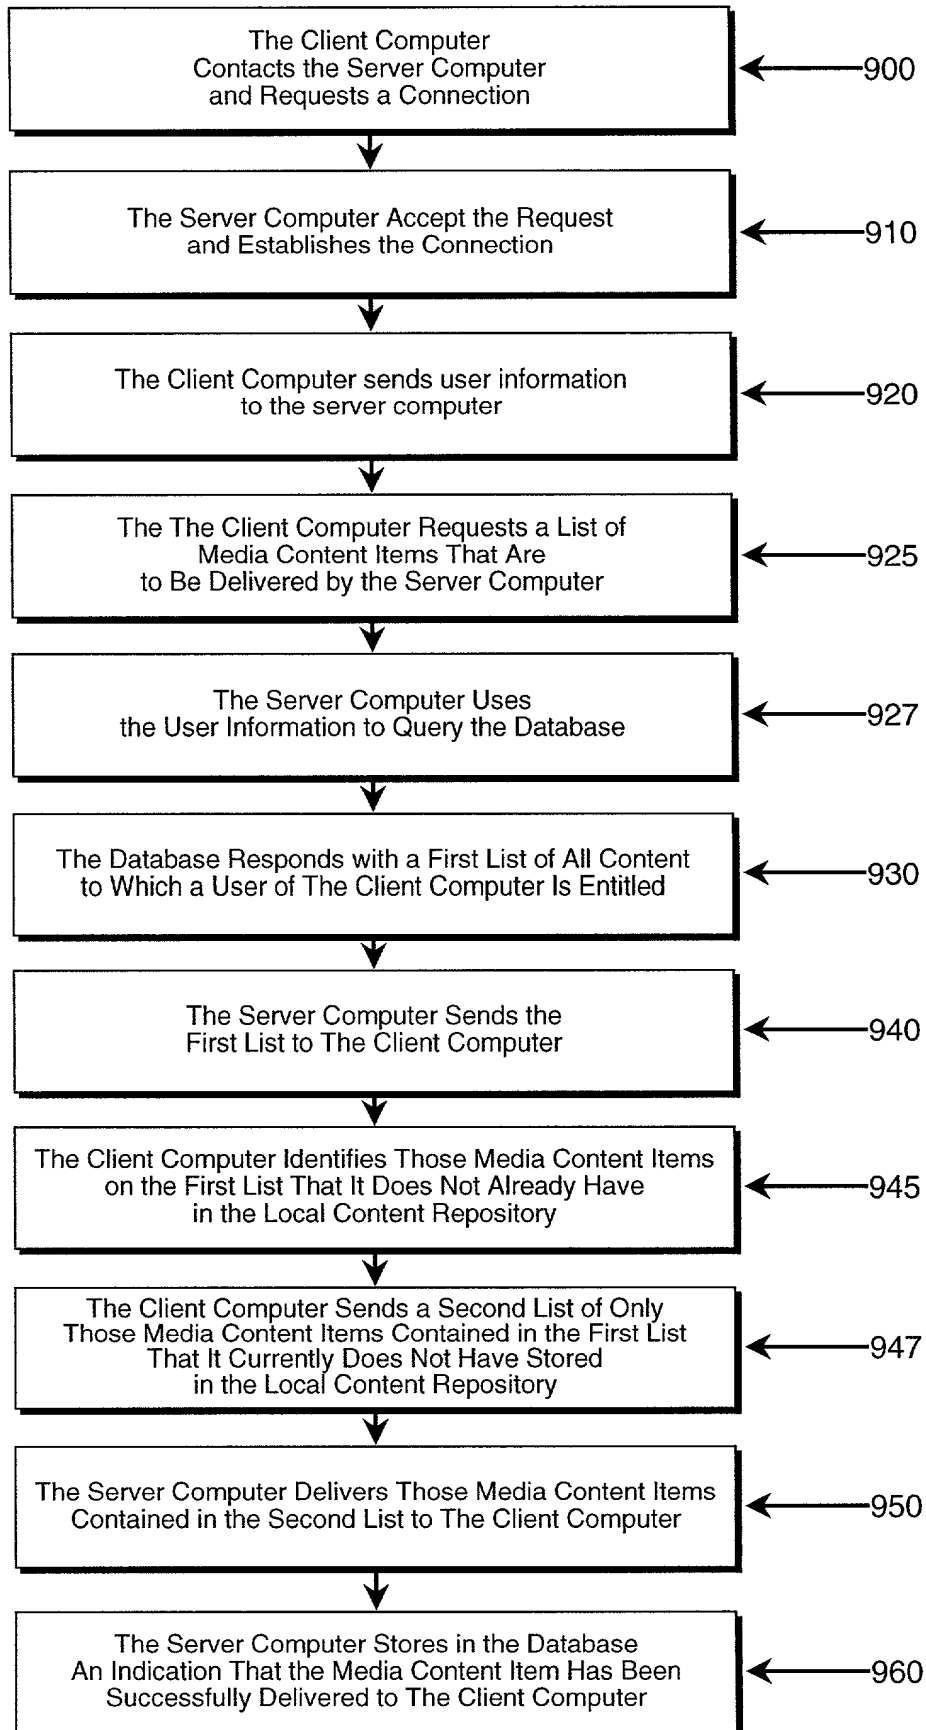 The Client Computer
Contacts the Server Computer
and Requests a Connection
900
The Server Computer Accept the Request
and Establishes the Connection
910
The Client Computer sends user information
to the server computer
920
The The Client Computer Requests a List of
Media Content Items That Are
to Be Delivered by the Server Computer
925
The Server Computer Uses
the User Information to Query the Database
927
The Database Responds with a First List of All Content
to Which a User of The Client Computer Is Entitled
930
The Server Computer Sends the
First List to The Client Computer
940
The Client Computer Identifies Those Media Content Items
on the First List That It Does Not Already Have
in the Local Content Repository
945
The Client Computer Sends a Second List of Only
Those Media Content Items Contained in the First List
That It Currently Does Not Have Stored
in the Local Content Repository
947
The Server Computer Delivers Those Media Content Items
Contained in the Second List to The Client Computer
950
The Server Computer Stores in the Database
An Indication That the Media Content Item Has Been
Successfully Delivered to The Client Computer
960